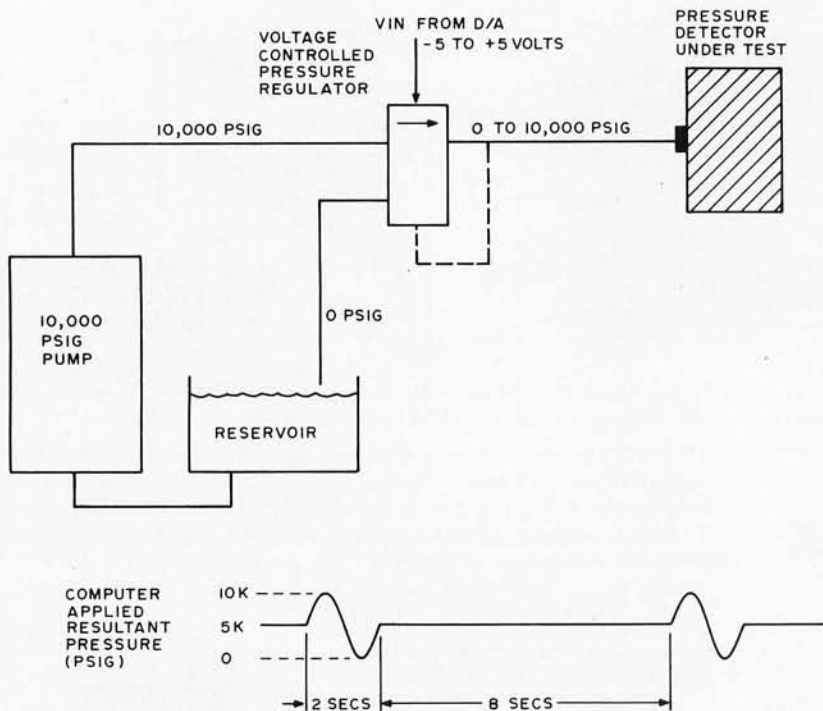 VOLTAGE
CONTROLLED
PRESSURE
REGULATOR
VIN FROM D/A
-5 TO +5 VOLTS
PRESSURE
DETECTOR
UNDER TEST
10,000 PSIG
0 TO 10,000 PSIG
10,000
PSIG
PUMP
0 PSIG
RESERVOIR
COMPUTER
APPLIED
RESULTANT
PRESSURE
(PSIG)
10K
5K
0
2 SECS
8 SECS